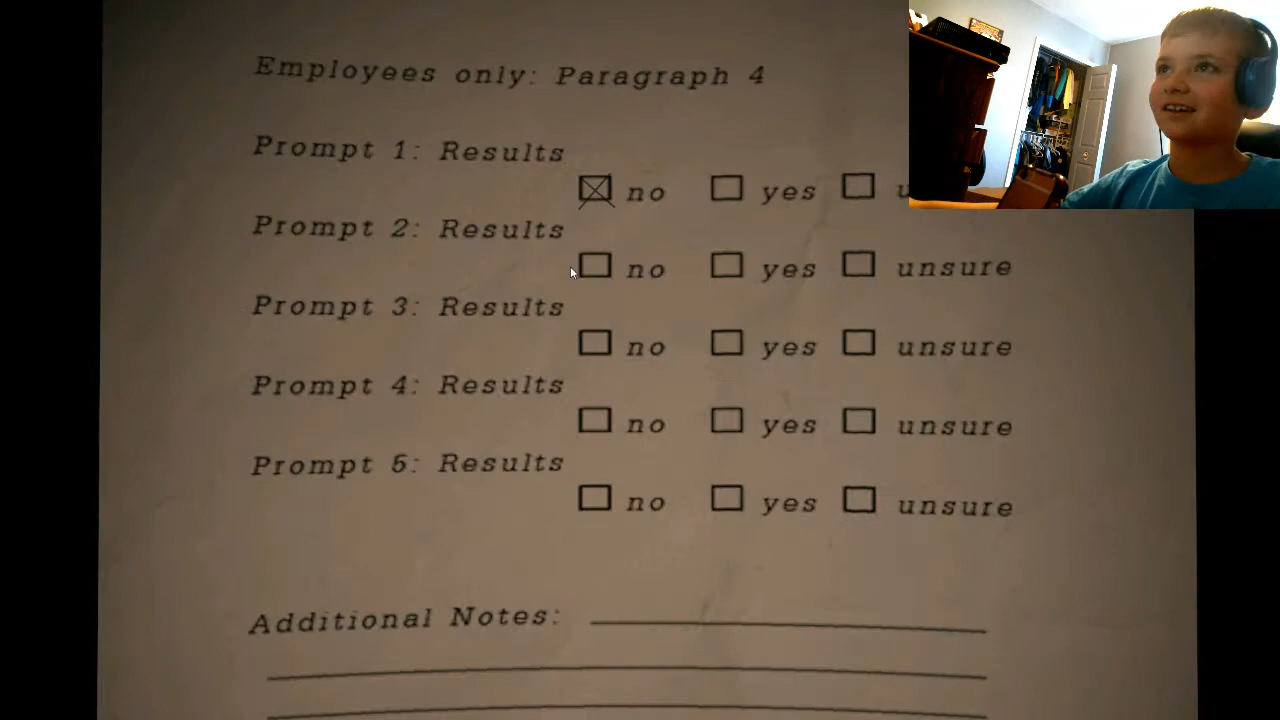 Employees only: Paragraph 4
Prompt 1: Results
no yes
Prompt 2: Results
no yes unsure
Prompt 3: Results
no yes unsure
Prompt 4: Results
no yes unsure
Prompt 5: Results
no yes unsure
Additional Notes: